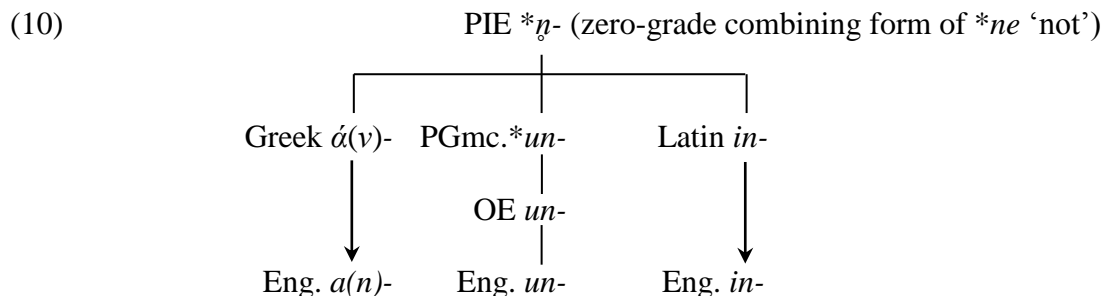 (10) PIE *n̥- (zero-grade combining form of *ne ‘not’)
Greek ά(ν)- PGmc.*un- Latin in-
OE un-
Eng. a(n)- Eng. un- Eng. in-